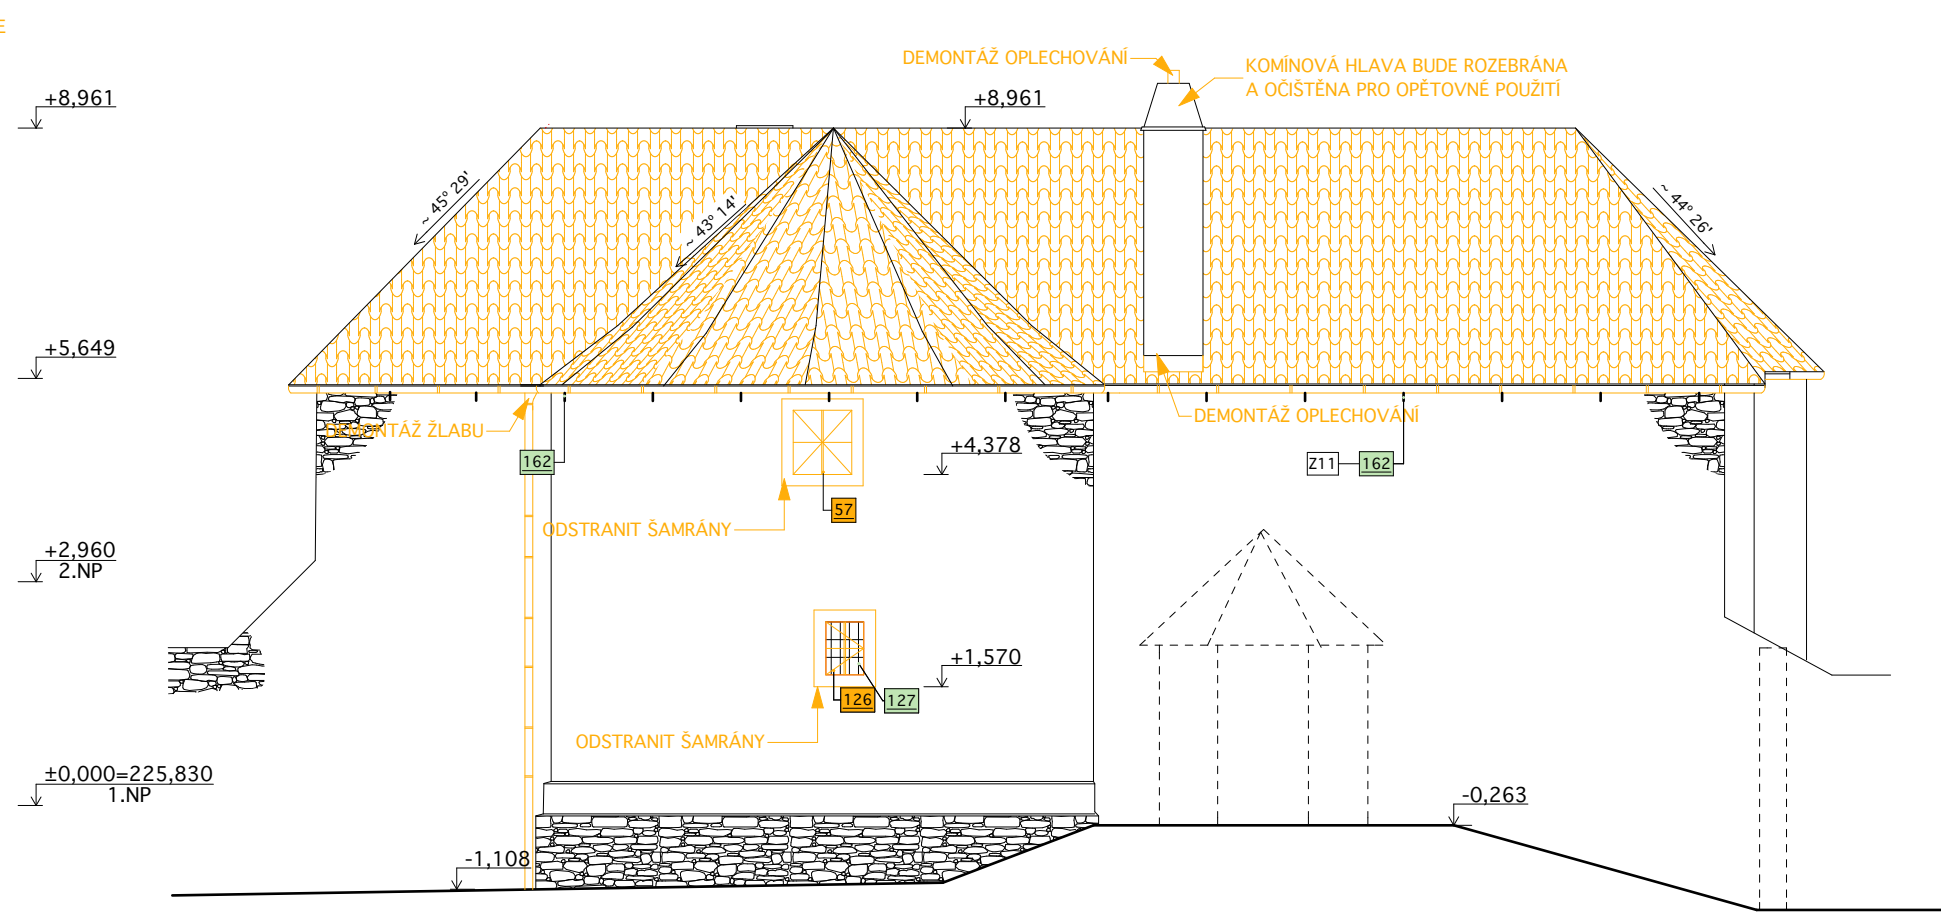 E
DEMONTÁŽ OPLECHOVÁNÍ
KOMÍNOVÁ HLAVA BUDE ROZEBRÁNA
A OČIŠTĚNA PRO OPĚTOVNÉ POUŽITÍ
+8,961
+8,961
~ 45° 29'
~ 43° 14'
~ 44° 26'
+5,649
DEMONTÁŽ OPLECHOVÁNÍ
DEMONTÁŽ ŽLABU
+4,378
162
Z11
162
57
ODSTRANIT ŠAMRÁNY
+2,960
2.NP
+1,570
126
127
ODSTRANIT ŠAMRÁNY
±0,000=225,830
1.NP
-0,263
-1,108